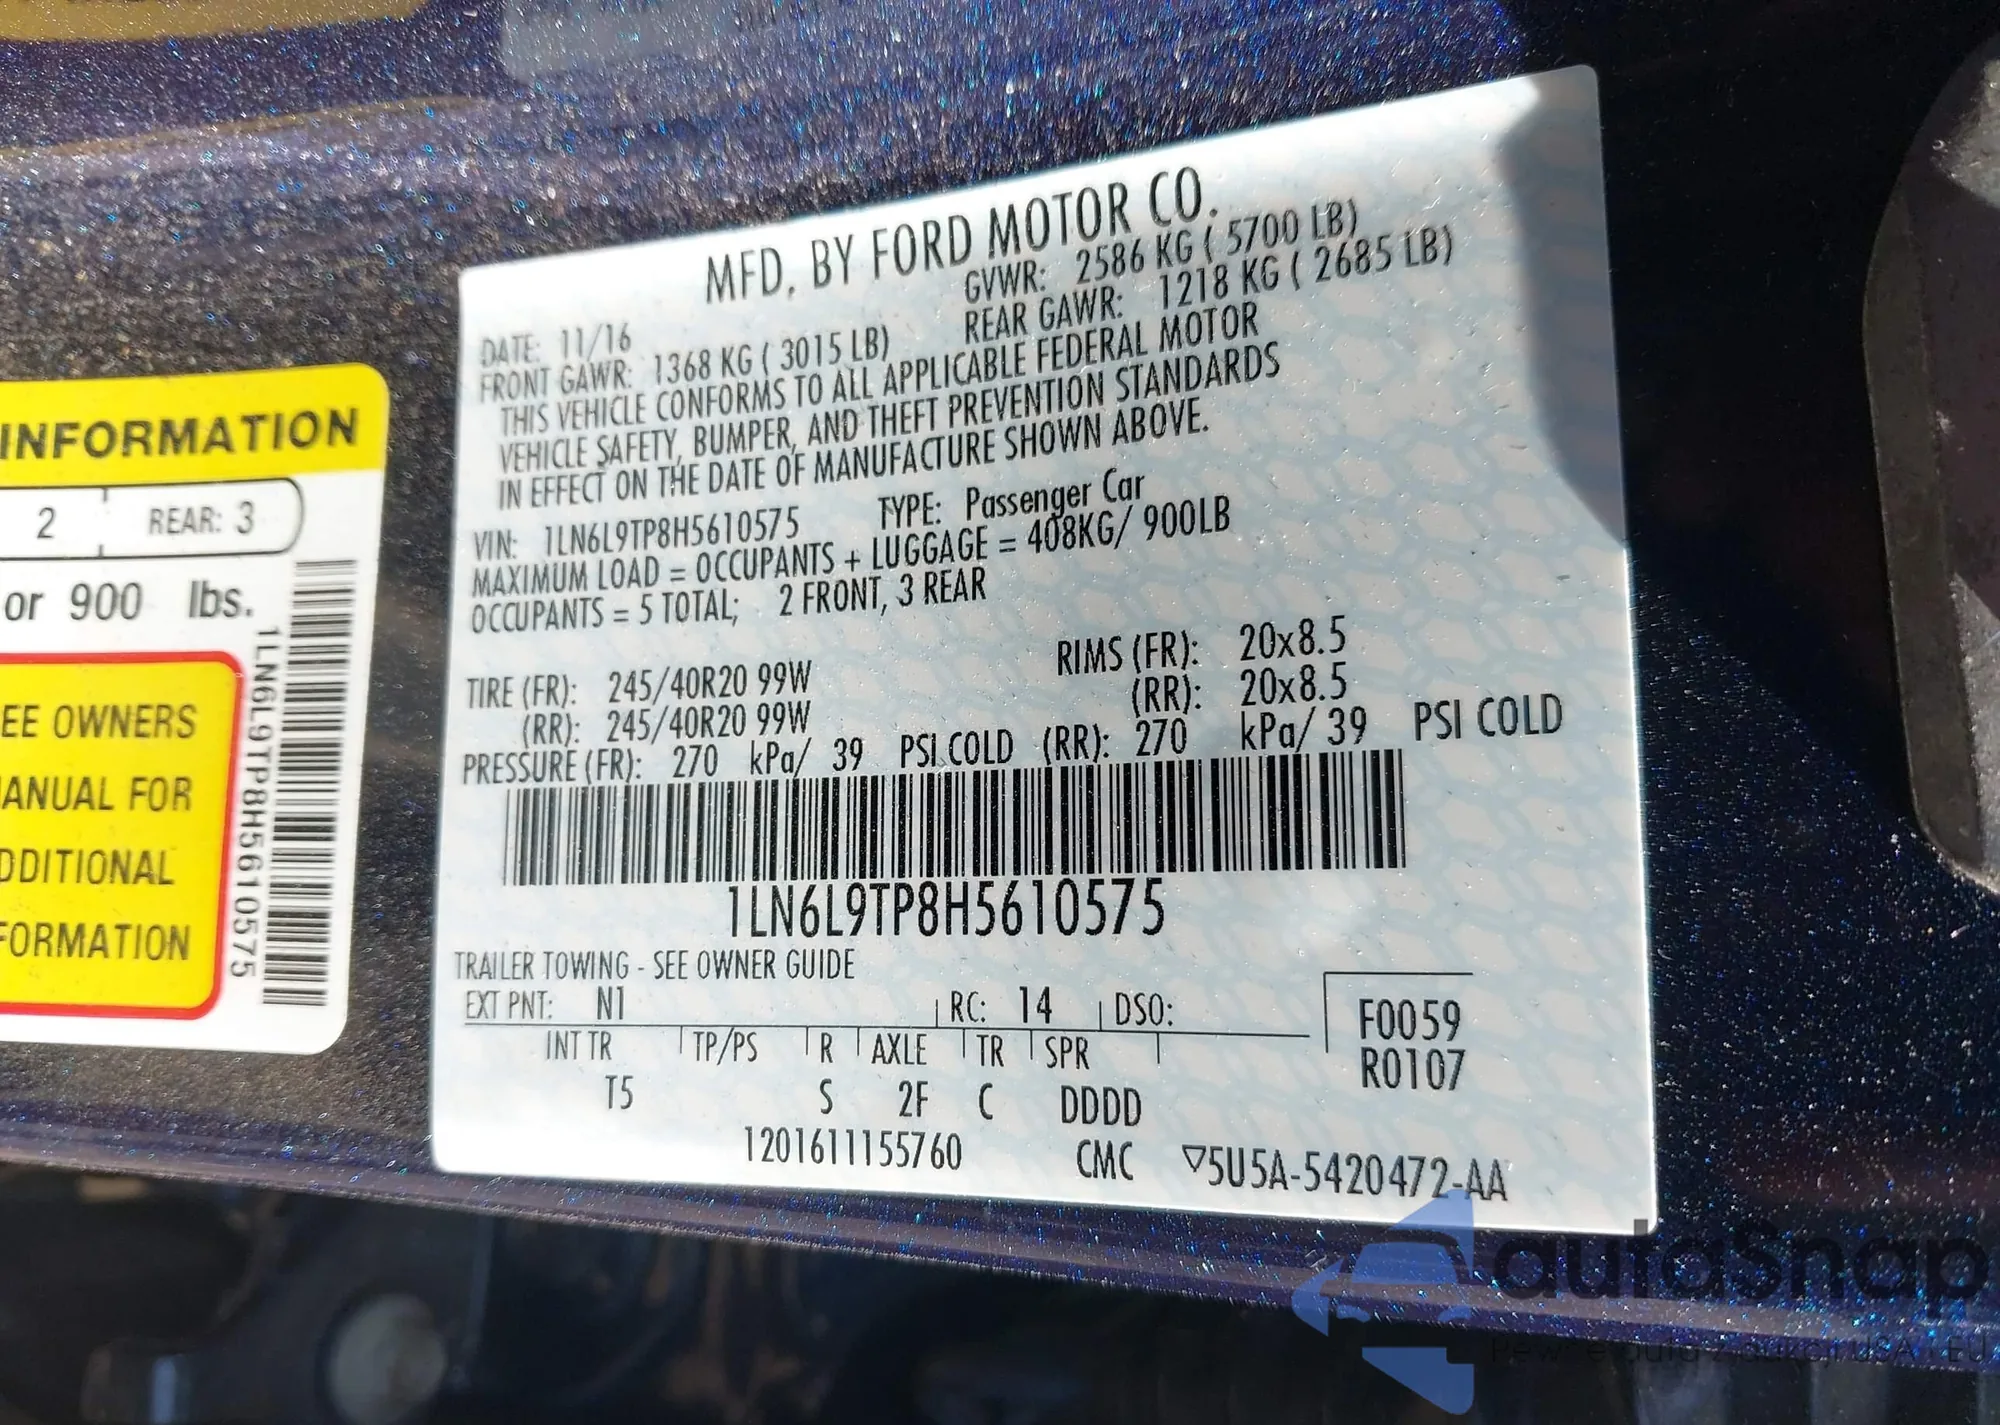 MFD. BY FORD MOTOR CO.
DATE: 11/16 GVWR: 2586 KG ( 5700 LB)
FRONT GAWR: 1368 KG ( 3015 LB) REAR GAWR: 1218 KG ( 2685 LB)
THIS VEHICLE CONFORMS TO ALL APPLICABLE FEDERAL MOTOR
VEHICLE SAFETY, BUMPER, AND THEFT PREVENTION STANDARDS
IN EFFECT ON THE DATE OF MANUFACTURE SHOWN ABOVE.
VIN: 1LN6L9TP8H5610575 TYPE: Passenger Car
MAXIMUM LOAD = OCCUPANTS + LUGGAGE = 408KG/ 900LB
OCCUPANTS = 5 TOTAL; 2 FRONT, 3 REAR
TIRE (FR): 245/40R20 99W RIMS (FR): 20x8.5
(RR): 245/40R20 99W (RR): 20x8.5
PRESSURE (FR): 270 kPa/ 39 PSI COLD (RR): 270 kPa/ 39 PSI COLD
1LN6L9TP8H5610575
TRAILER TOWING - SEE OWNER GUIDE
EXT PNT: N1 RC: 14 DSO:
INT TR TP/PS R AXLE TR SPR
T5 S 2F C DDDD
F0059
R0107
1201611155760 CMC ▽5U5A-5420472-AA
INFORMATION
2 REAR: 3
or 900 lbs.
EE OWNERS
ANUAL FOR
DDITIONAL
FORMATION
1LN6L9TP8H5610575
autaSnap